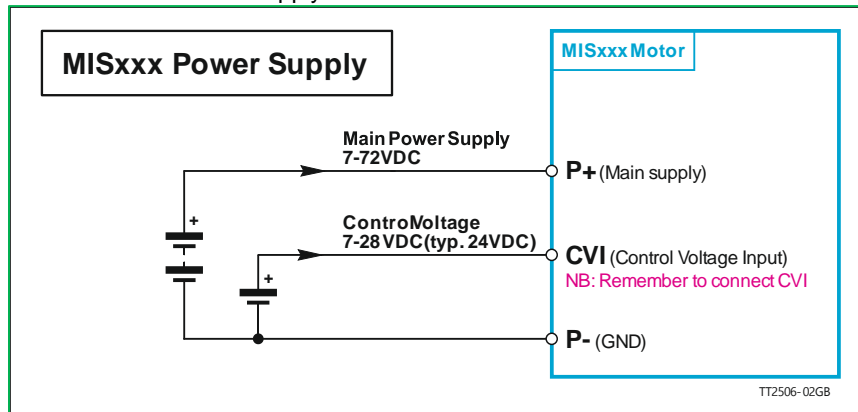 MISxxx Power Supply
MISxxx Motor
Main Power Supply
7-72VDC
P+ (Main supply)
+
ControlVoltage
7-28 VDC(typ. 24VDC)
+
CVI (Control Voltage Input)
NB: Remember to connect CVI
P- (GND)
TT2506-02GB